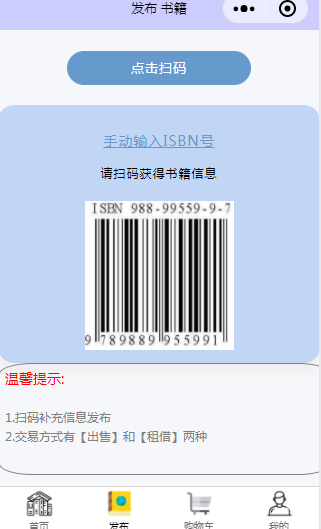 发布 书籍
点击扫码
手动输入ISBN号
请扫码获得书籍信息
ISBN 988-99559-9-7
9 789889 955991
温馨提示:
1.扫码补充信息发布
2.交易方式有【出售】和【租借】两种
首页 发布 购物车 我的